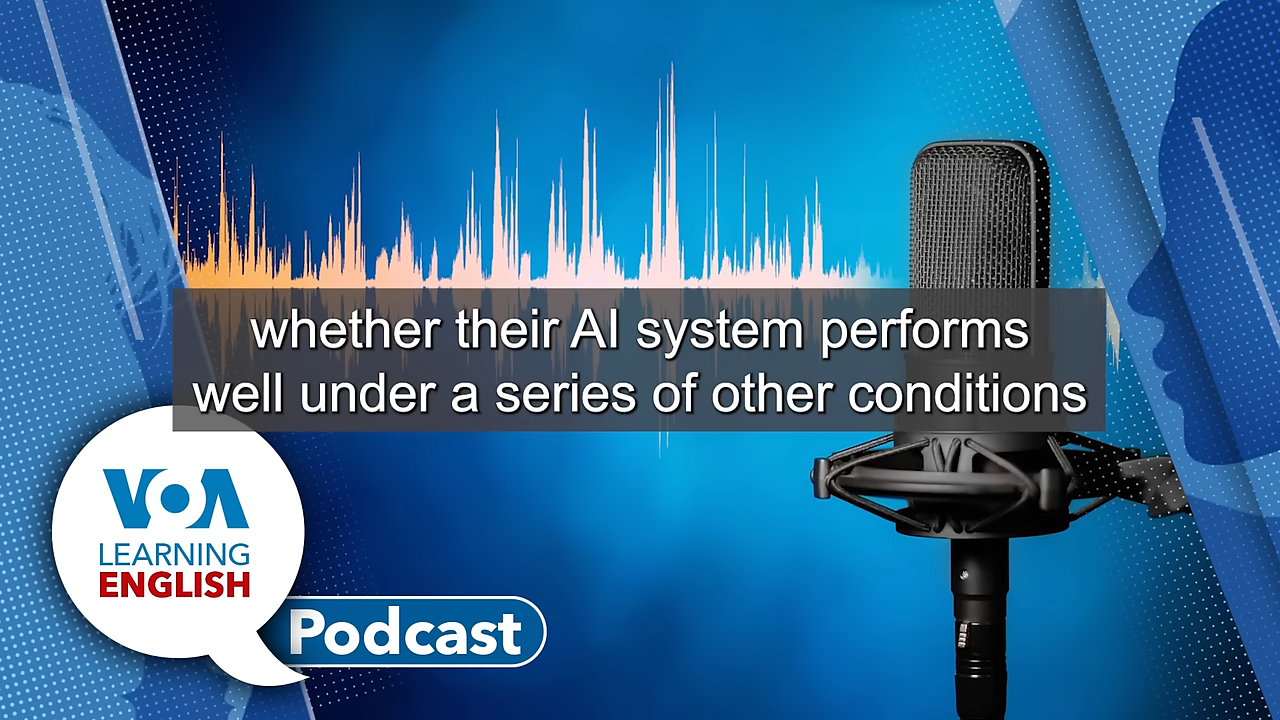 whether their AI system performs
well under a series of other conditions
VOA
LEARNING
ENGLISH
Podcast